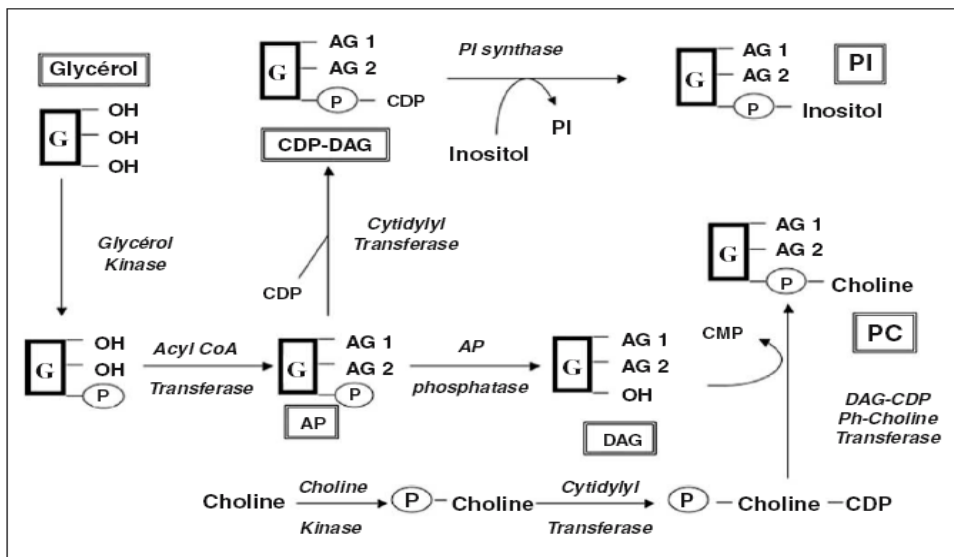 Glycérol
G
OH
OH
OH
Glycérol
Kinase
G
OH
OH
P
Acyl CoA
Transferase
G
AG 1
AG 2
P
AP
CDP
Cytidylyl
Transferase
G
AG 1
AG 2
P CDP
CDP-DAG
PI synthase
Inositol
PI
G
AG 1
AG 2
P Inositol
PI
AP
phosphatase
G
AG 1
AG 2
OH
DAG
CMP
G
AG 1
AG 2
P Choline
PC
DAG-CDP
Ph-Choline
Transferase
Choline
Choline
Kinase
P Choline
Cytidylyl
Transferase
P Choline CDP